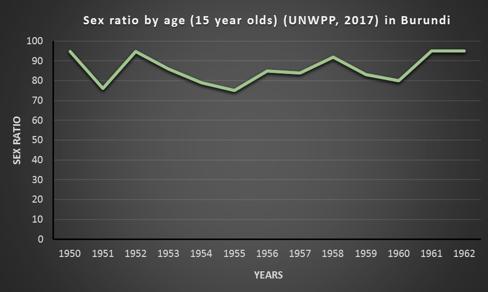 Sex ratio by age (15 year olds) (UNWPP, 2017) in Burundi
100
90
80
70
60
50
40
30
20
10
0
SEX RATIO
1950 1951 1952 1953 1954 1955 1956 1957 1958 1959 1960 1961 1962
YEARS